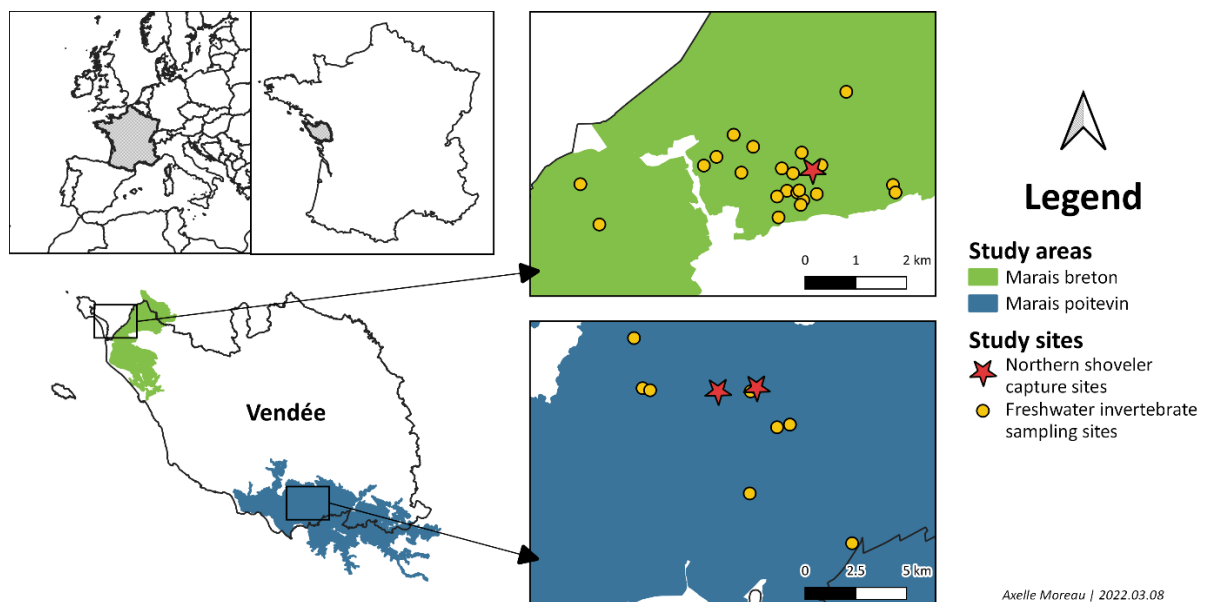 Vendée
0 1 2 km
0 2.5 5 km
Legend
Study areas
Marais breton
Marais poitevin
Study sites
Northern shoveler
capture sites
Freshwater invertebrate
sampling sites
Axelle Moreau | 2022.03.08